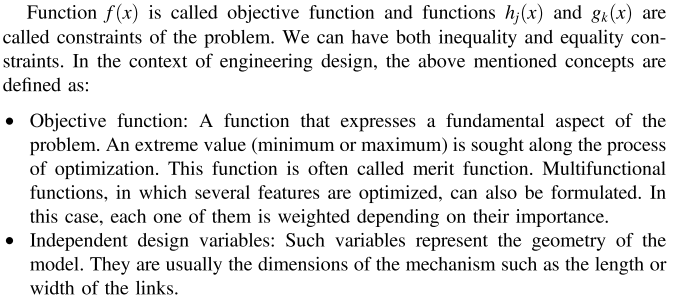 Function f(x) is called objective function and functions hj(x) and gk(x) are
called constraints of the problem. We can have both inequality and equality con-
straints. In the context of engineering design, the above mentioned concepts are
defined as:
• Objective function: A function that expresses a fundamental aspect of the
problem. An extreme value (minimum or maximum) is sought along the process
of optimization. This function is often called merit function. Multifunctional
functions, in which several features are optimized, can also be formulated. In
this case, each one of them is weighted depending on their importance.
• Independent design variables: Such variables represent the geometry of the
model. They are usually the dimensions of the mechanism such as the length or
width of the links.